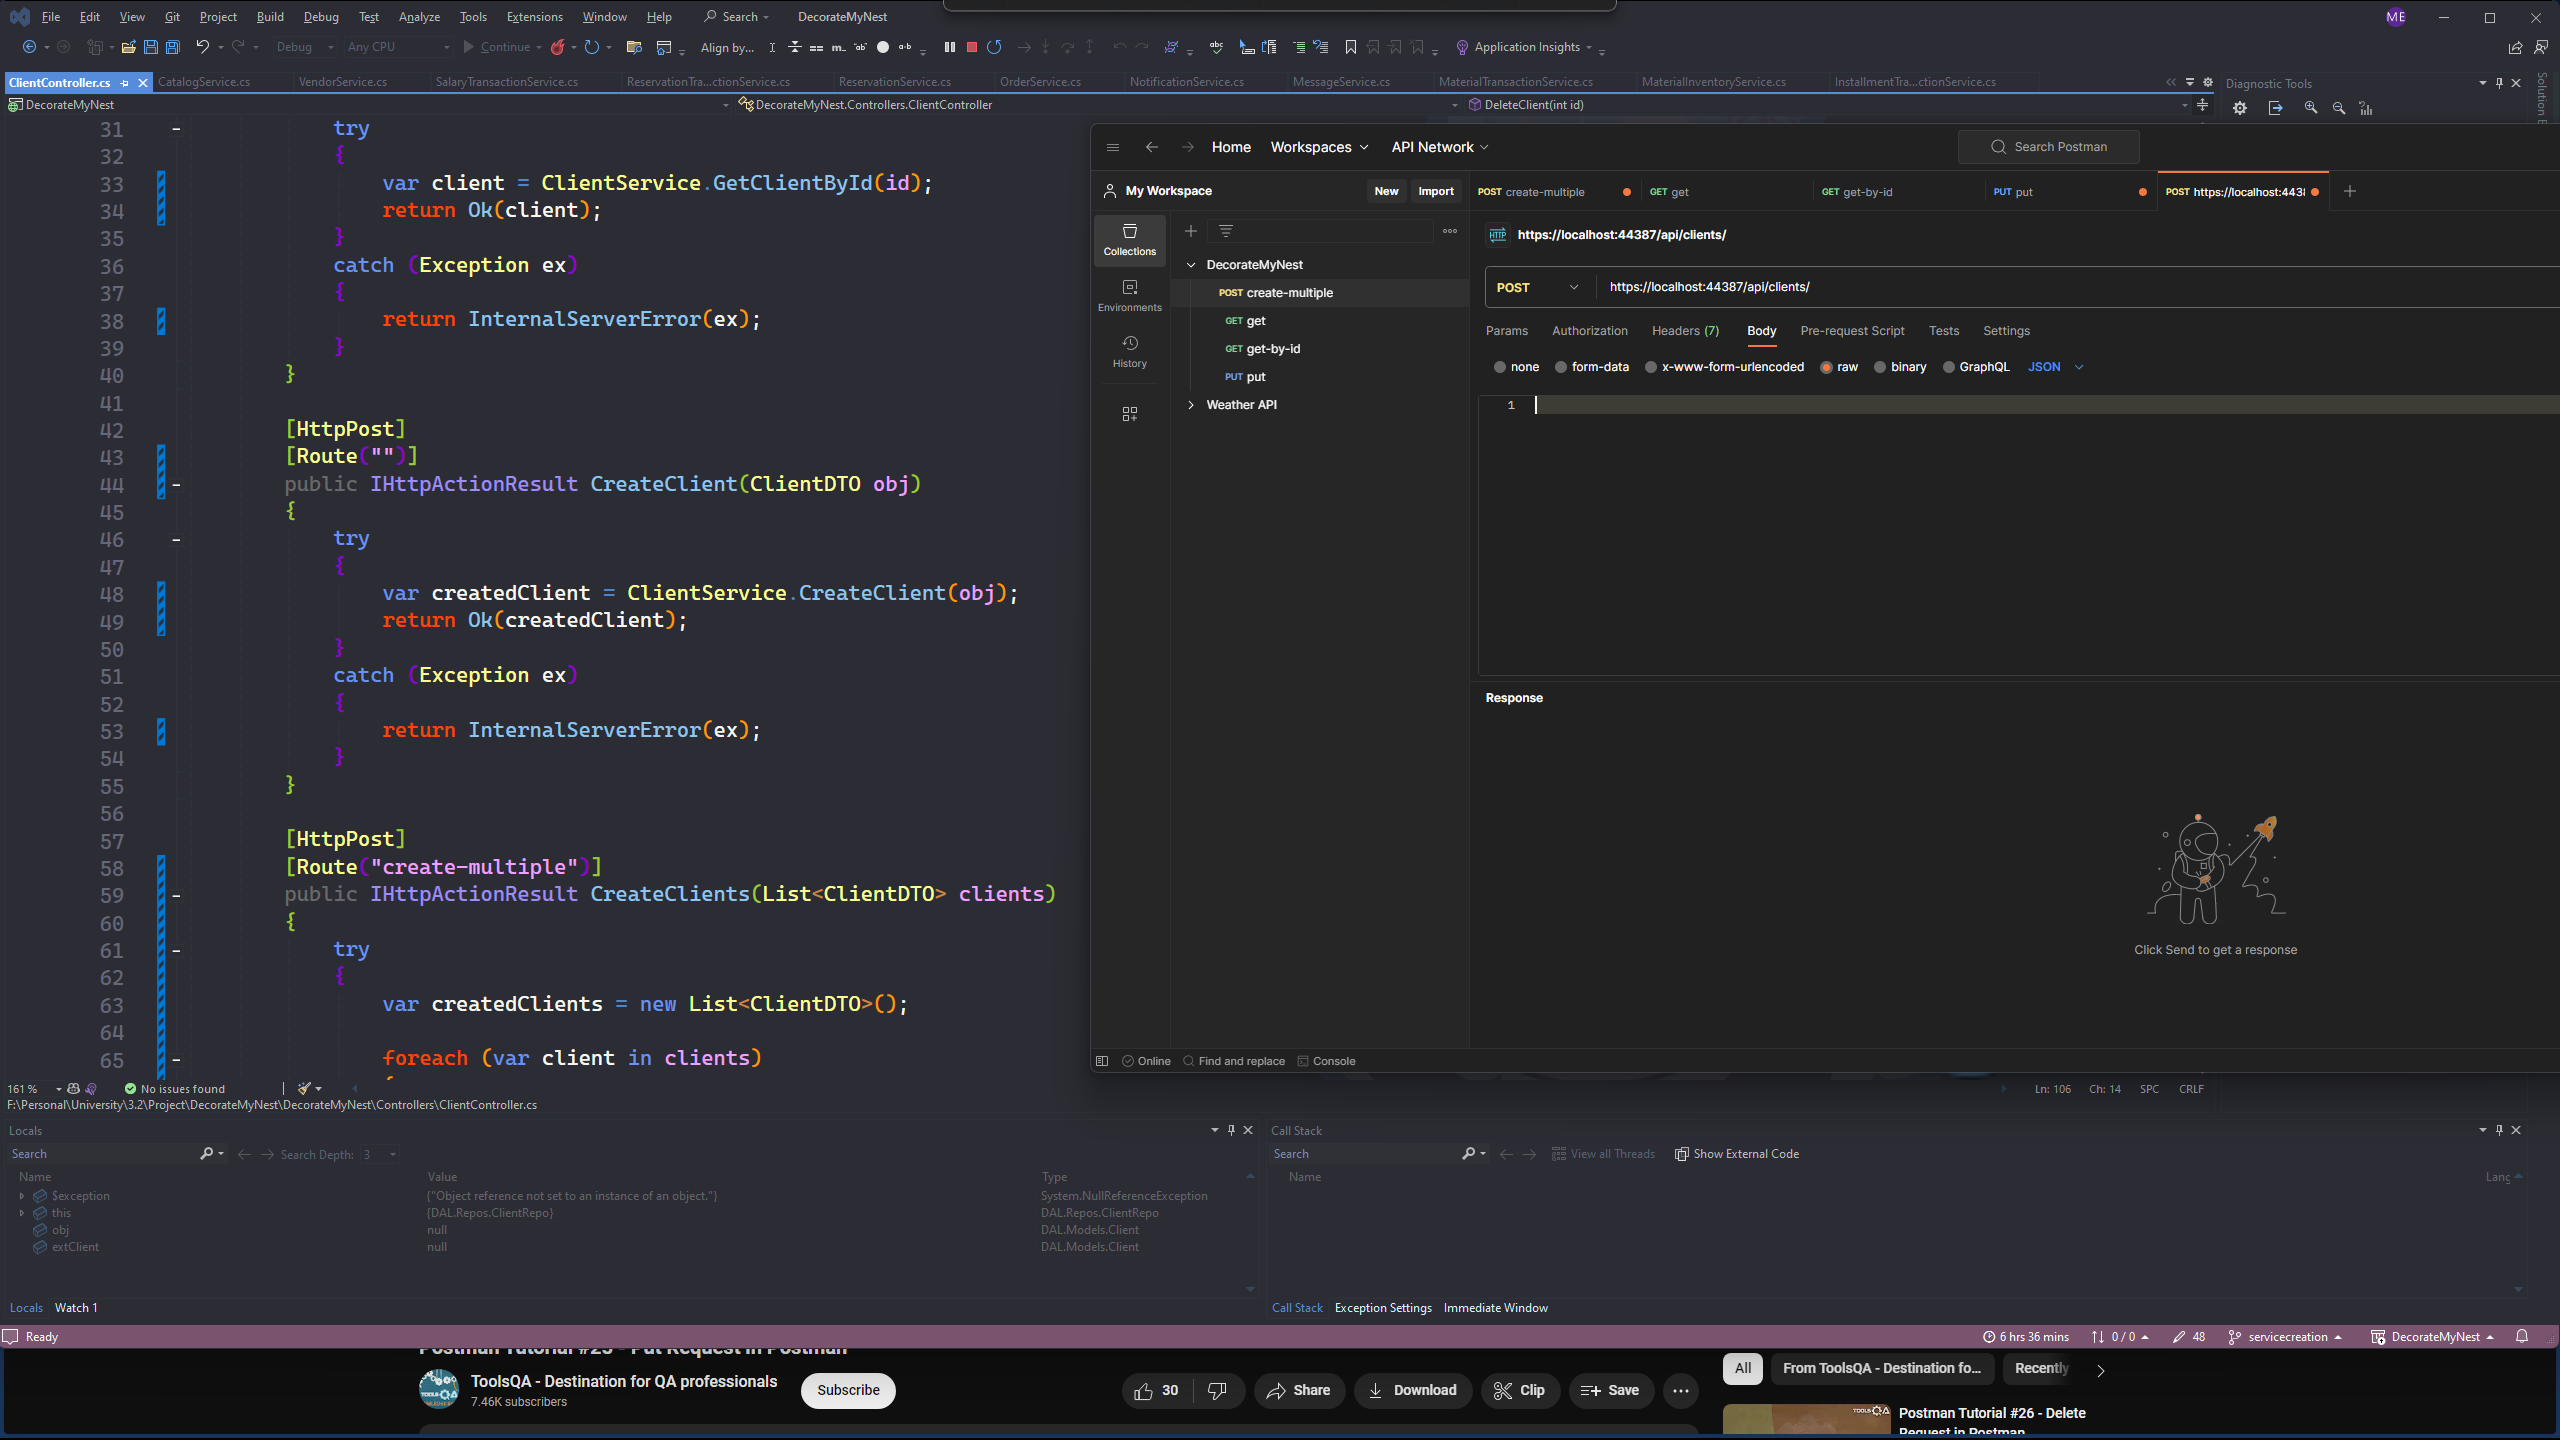 File Edit View Git Project Build Debug Test Analyze Tools Extensions Window Help Search DecorateMyNest ME
Debug Any CPU Continue Align by... Application Insights
ClientController.cs CatalogService.cs VendorService.cs SalaryTransactionService.cs ReservationTra...ctionService.cs ReservationService.cs OrderService.cs NotificationService.cs MessageService.cs MaterialTransactionService.cs MaterialInventoryService.cs InstallmentTra...ctionService.cs Diagnostic Tools
DecorateMyNest DecorateMyNest.Controllers.ClientController DeleteClient(int id)
Solution E
31 try
32 {
33 var client = ClientService.GetClientById(id);
34 return Ok(client);
35 }
36 catch (Exception ex)
37 {
38 return InternalServerError(ex);
39 }
40 }
41
42 [HttpPost]
43 [Route("")]
44 public IHttpActionResult CreateClient(ClientDTO obj)
45 {
46 try
47 {
48 var createdClient = ClientService.CreateClient(obj);
49 return Ok(createdClient);
50 }
51 catch (Exception ex)
52 {
53 return InternalServerError(ex);
54 }
55 }
56
57 [HttpPost]
58 [Route("create-multiple")]
59 public IHttpActionResult CreateClients(List<ClientDTO> clients)
60 {
61 try
62 {
63 var createdClients = new List<ClientDTO>();
64
65 foreach (var client in clients)
Home Workspaces API Network Search Postman
My Workspace New Import POST create-multiple GET get GET get-by-id PUT put POST https://localhost:443
Collections
Environments
History
DecorateMyNest
POST create-multiple
GET get
GET get-by-id
PUT put
Weather API
HTTP https://localhost:44387/api/clients/
POST https://localhost:44387/api/clients/
Params Authorization Headers (7) Body Pre-request Script Tests Settings
none form-data x-www-form-urlencoded raw binary GraphQL JSON
1
Response
Click Send to get a response
Online Find and replace Console
161 % No issues found Ln: 106 Ch: 14 SPC CRLF
F:\Personal\University\3.2\Project\DecorateMyNest\DecorateMyNest\Controllers\ClientController.cs
Locals
Search Search Depth: 3
Name Value Type
$exception {"Object reference not set to an instance of an object."} System.NullReferenceException
this {DAL.Repos.ClientRepo} DAL.Repos.ClientRepo
obj null DAL.Models.Client
extClient null DAL.Models.Client
Locals Watch 1
Call Stack
Search View all Threads Show External Code
Name Lang
Call Stack Exception Settings Immediate Window
Ready 6 hrs 36 mins 0 / 0 48 servicecreation DecorateMyNest
Postman Tutorial #25 - Put Request in Postman
ToolsQA - Destination for QA professionals
7.46K subscribers
Subscribe
30 Share Download Clip Save
All From ToolsQA - Destination fo... Recently
Postman Tutorial #26 - Delete
Request in Postman